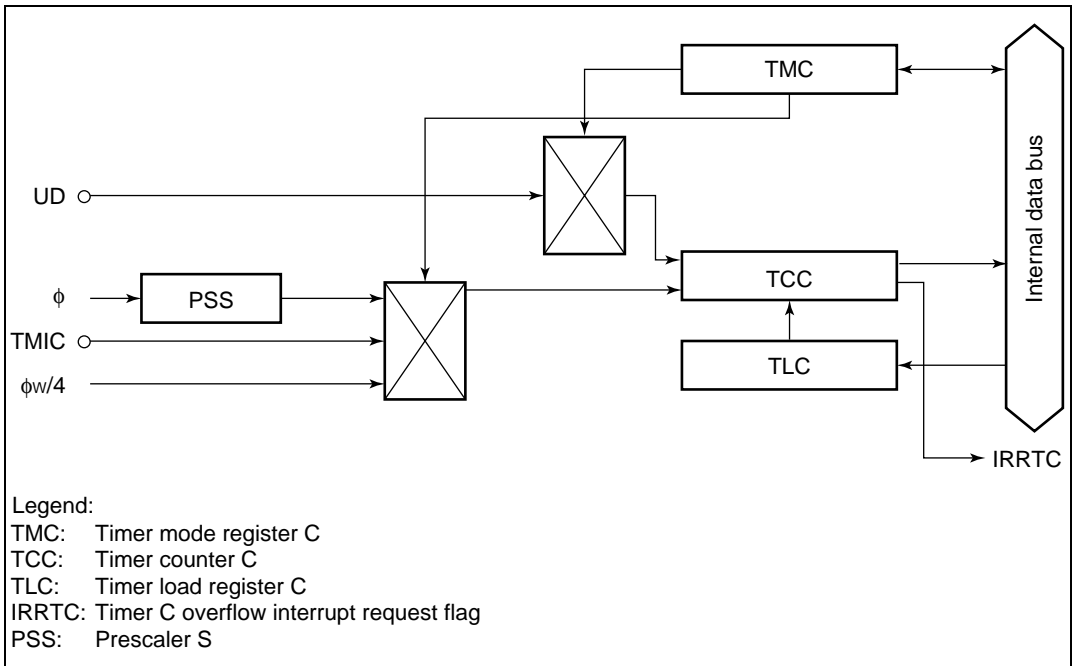 TMC
UD
Internal data bus
TCC
ϕ
PSS
TMIC
TLC
ϕW/4
IRRTC
Legend:
TMC: Timer mode register C
TCC: Timer counter C
TLC: Timer load register C
IRRTC: Timer C overflow interrupt request flag
PSS: Prescaler S